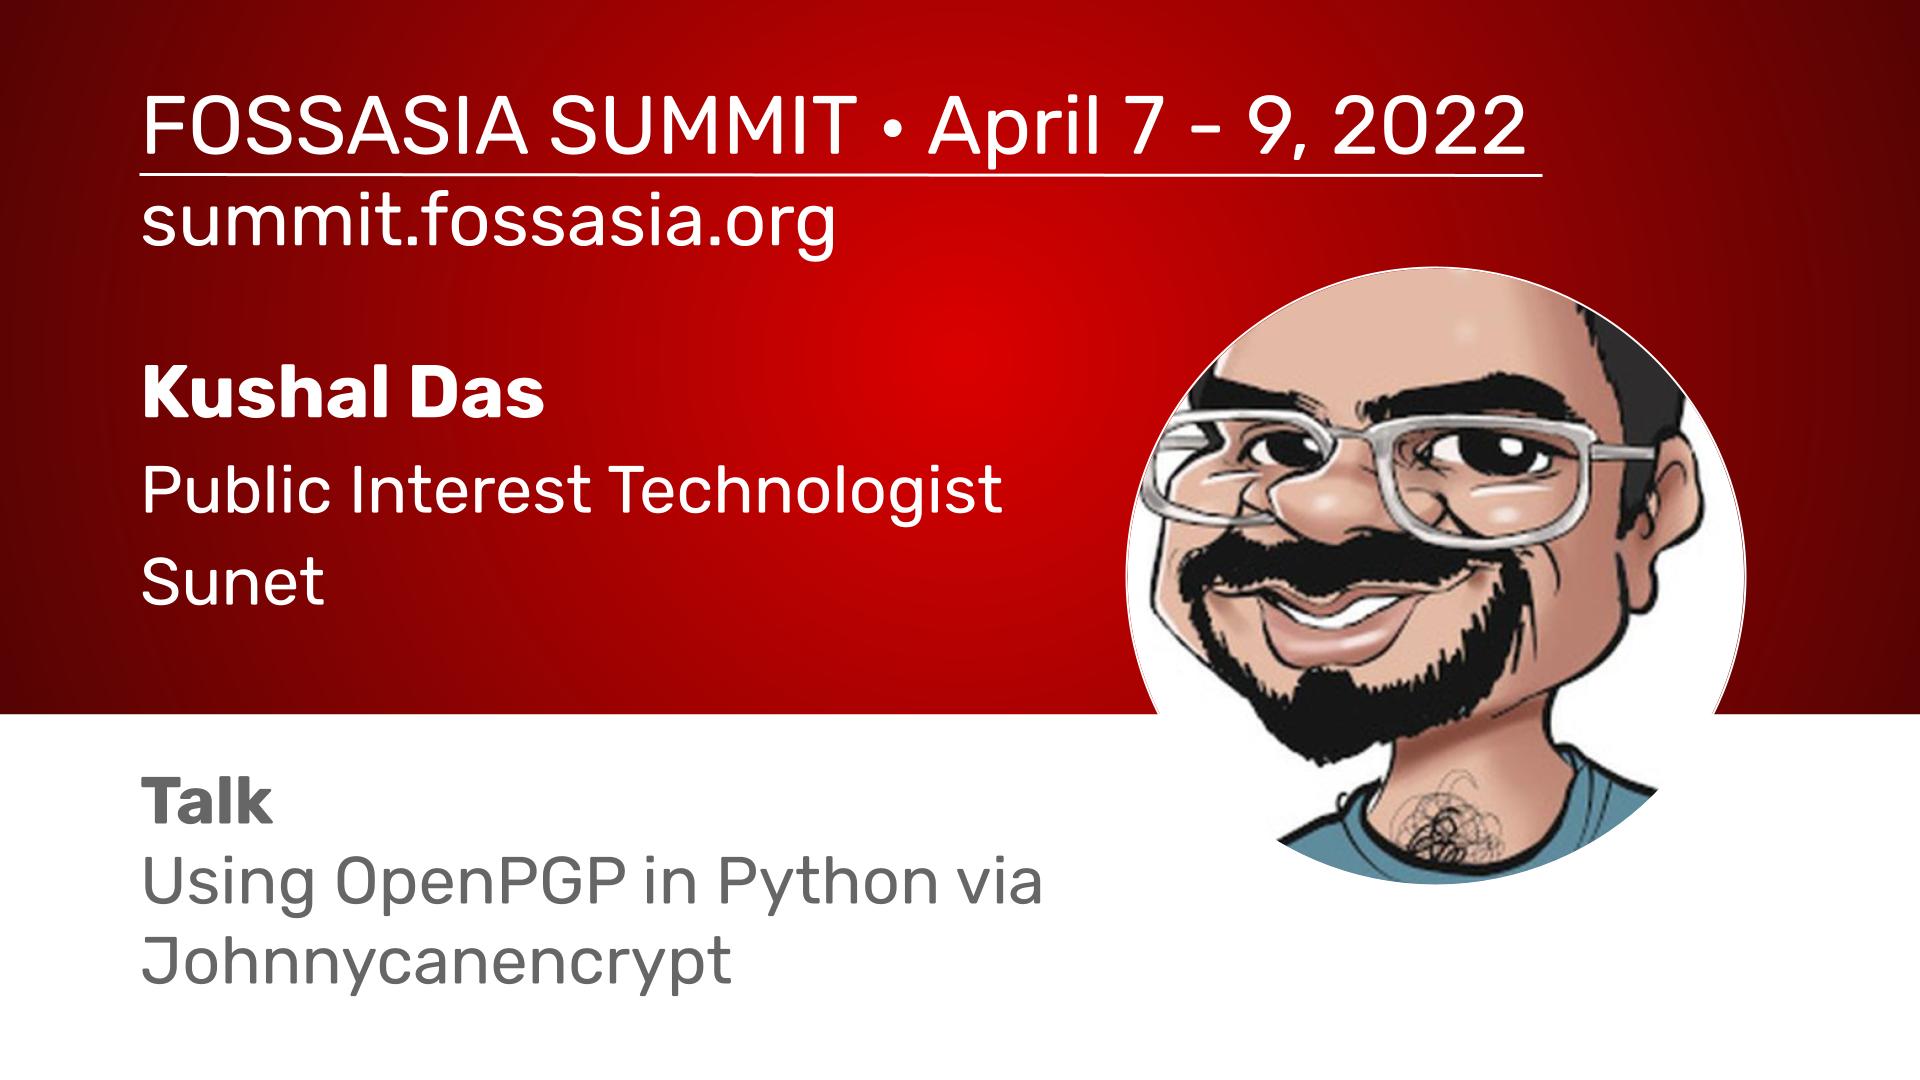 FOSSASIA SUMMIT • April 7 - 9, 2022
summit.fossasia.org
Kushal Das
Public Interest Technologist
Sunet
Talk
Using OpenPGP in Python via
Johnnycanencrypt